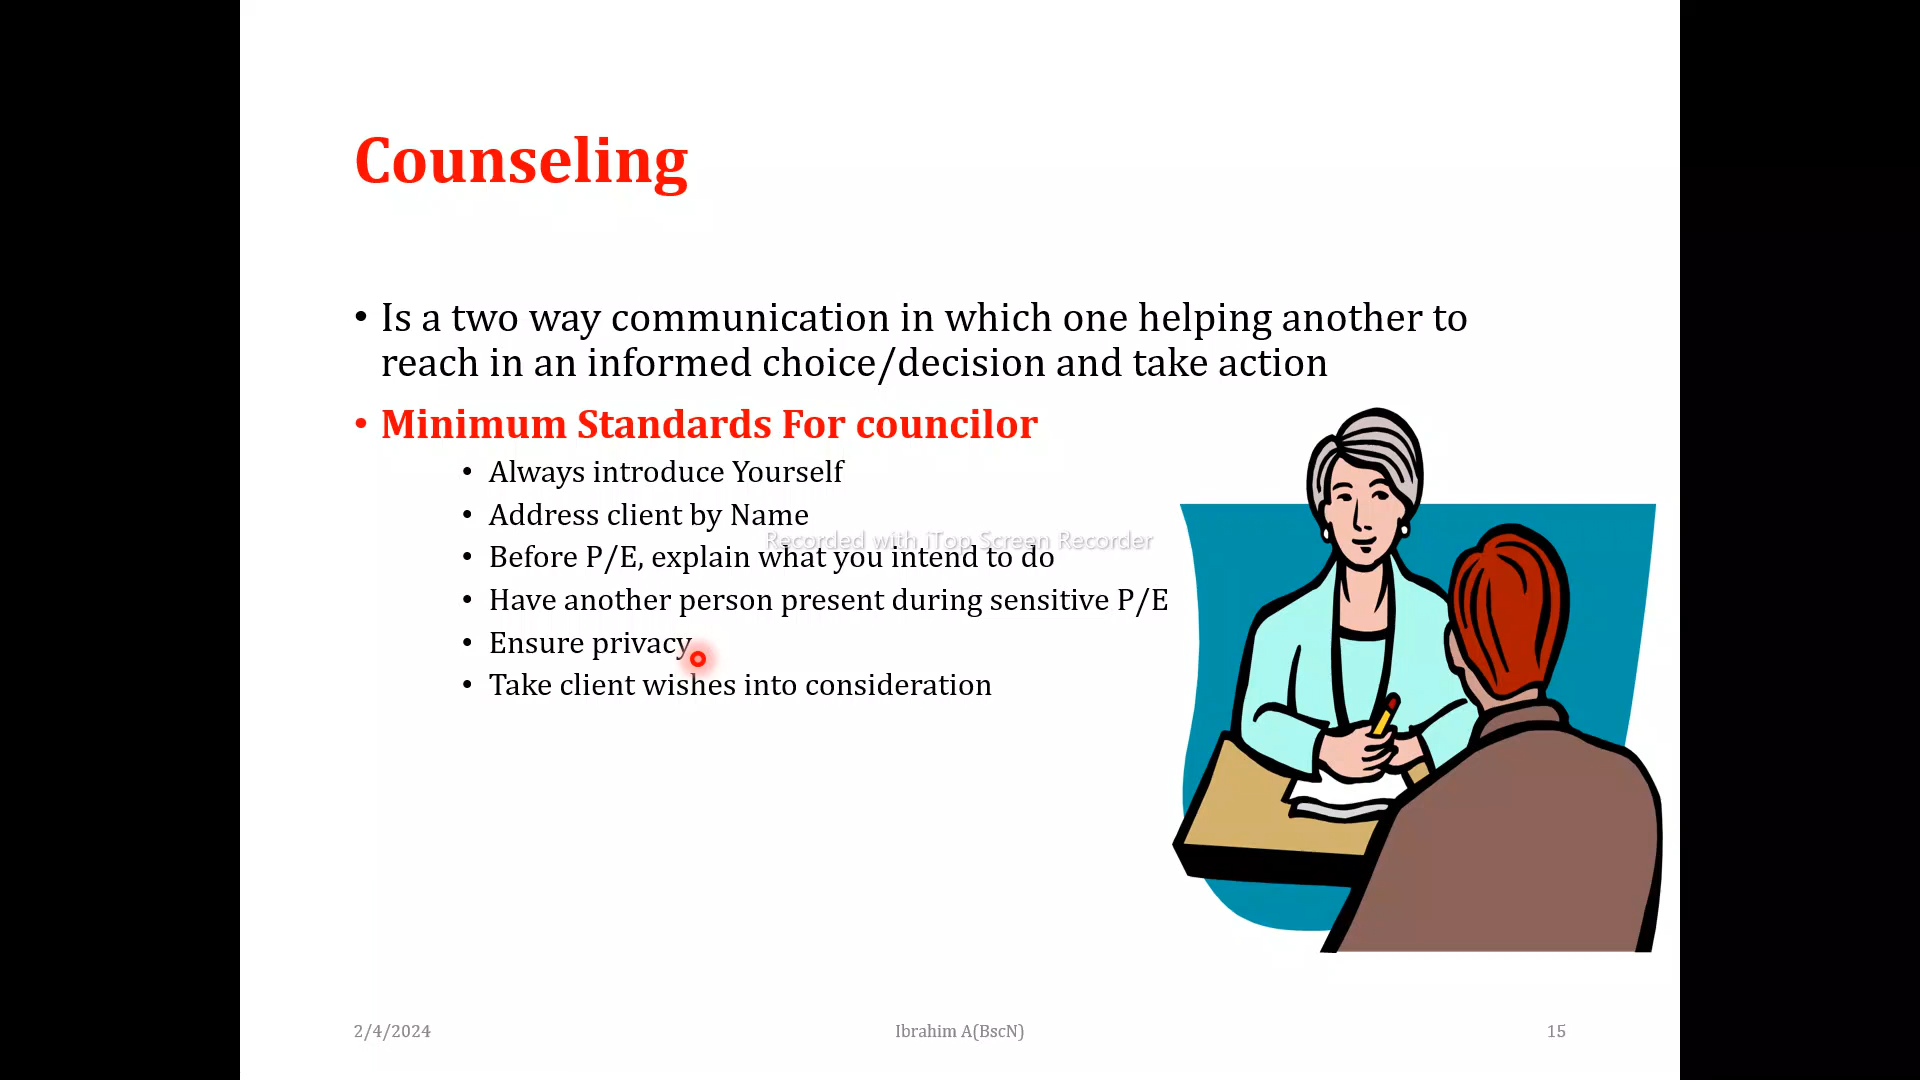 Counseling
• Is a two way communication in which one helping another to
reach in an informed choice/decision and take action
• Minimum Standards For councilor
• Always introduce Yourself
• Address client by Name
Recorded with iTop Screen Recorder
• Before P/E, explain what you intend to do
• Have another person present during sensitive P/E
• Ensure privacy
• Take client wishes into consideration
2/4/2024
Ibrahim A(BscN)
15